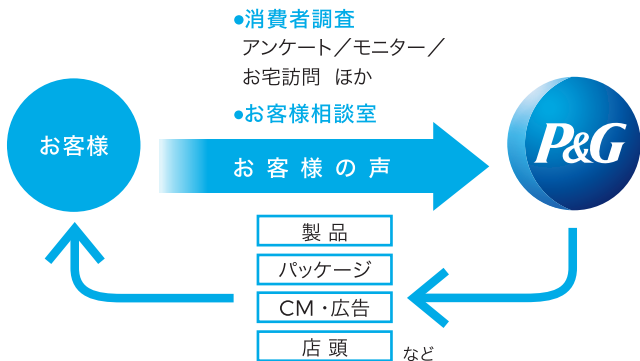 ●消費者調査
アンケート／モニター／
お宅訪問 ほか
●お客様相談室
お客様
お客様の声
P&G
製品
パッケージ
CM・広告
店頭
など